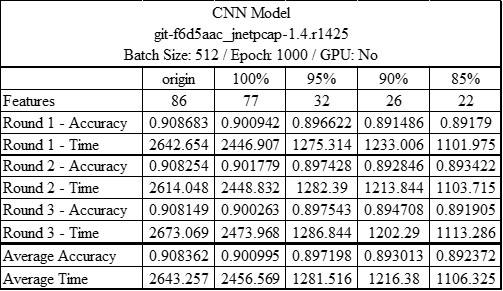 CNN Model
git-f6d5aac_jnetpcap-1.4.r1425
Batch Size: 512 / Epoch: 1000 / GPU: No
origin 100% 95% 90% 85%
Features 86 77 32 26 22
Round 1 - Accuracy 0.908683 0.900942 0.896622 0.891486 0.89179
Round 1 - Time 2642.654 2446.907 1275.314 1233.006 1101.975
Round 2 - Accuracy 0.908254 0.901779 0.897428 0.892846 0.893422
Round 2 - Time 2614.048 2448.832 1282.39 1213.844 1103.715
Round 3 - Accuracy 0.908149 0.900263 0.897543 0.894708 0.891905
Round 3 - Time 2673.069 2473.968 1286.844 1202.29 1113.286
Average Accuracy 0.908362 0.900995 0.897198 0.893013 0.892372
Average Time 2643.257 2456.569 1281.516 1216.38 1106.325